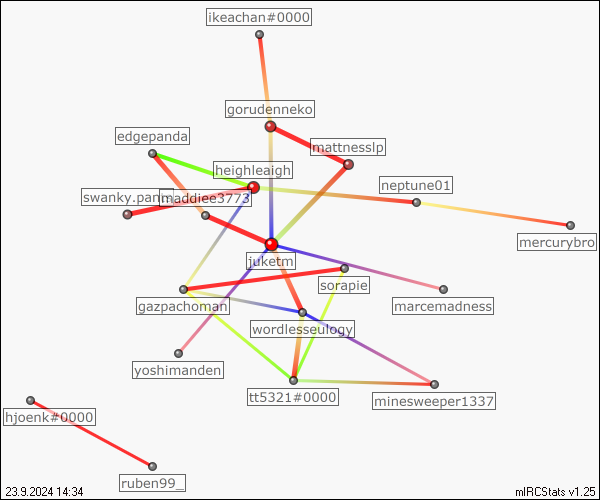 ikeachan#0000
gorudenneko
edgepanda
mattnesslp
heighleaigh
neptune01
swanky.pan
maddiee3773
mercurybro
juketm
sorapie
gazpachoman
marcemadness
wordlesseulogy
yoshimanden
tt5321#0000
minesweeper1337
hjoenk#0000
ruben99_
23.9.2024 14:34
mIRCStats v1.25